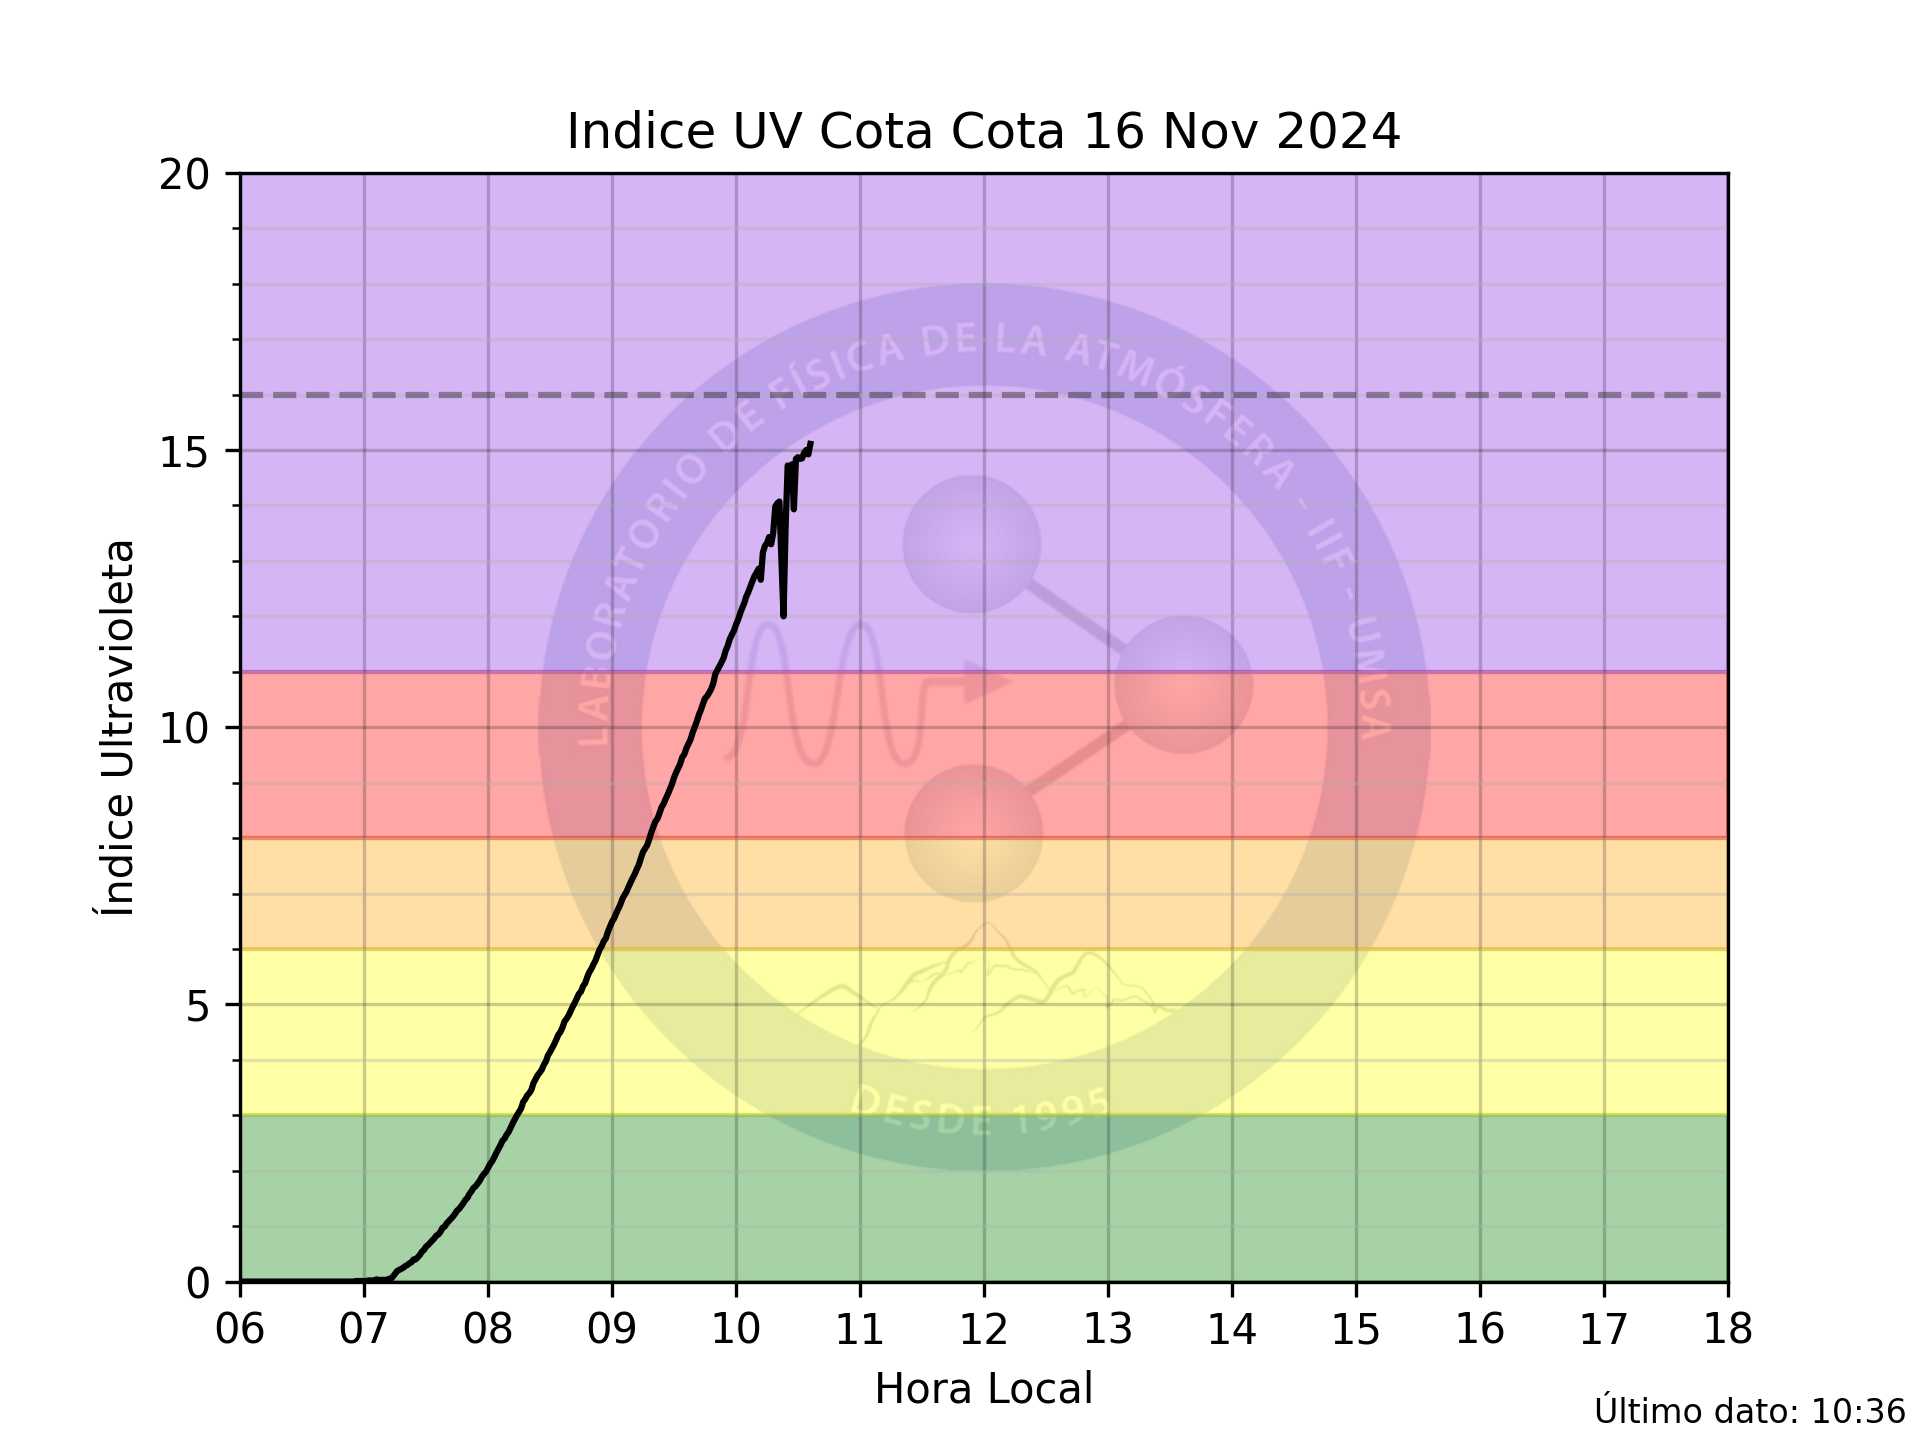 Indice UV Cota Cota 16 Nov 2024
20
15
10
5
0
Índice Ultravioleta
LABORATORIO DE FÍSICA DE LA ATMÓSFERA - IIF - UMSA
DESDE 1995
06 07 08 09 10 11 12 13 14 15 16 17 18
Hora Local
Último dato: 10:36